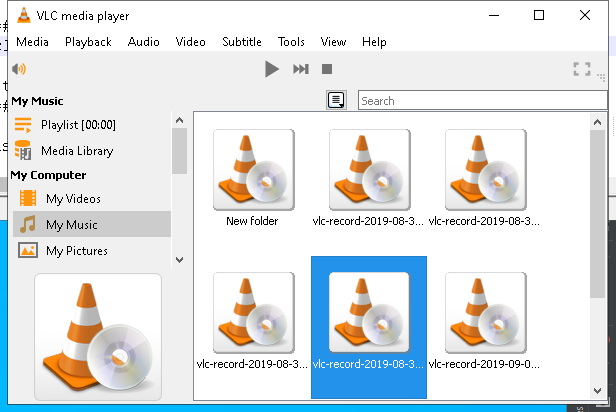 VLC media player
Media Playback Audio Video Subtitle Tools View Help
My Music
Search
Playlist [00:00]
Media Library
My Computer
My Videos
My Music
My Pictures
New folder
vlc-record-2019-08-3...
vlc-record-2019-08-3...
vlc-record-2019-08-3...
vlc-record-2019-08-3...
vlc-record-2019-09-0...